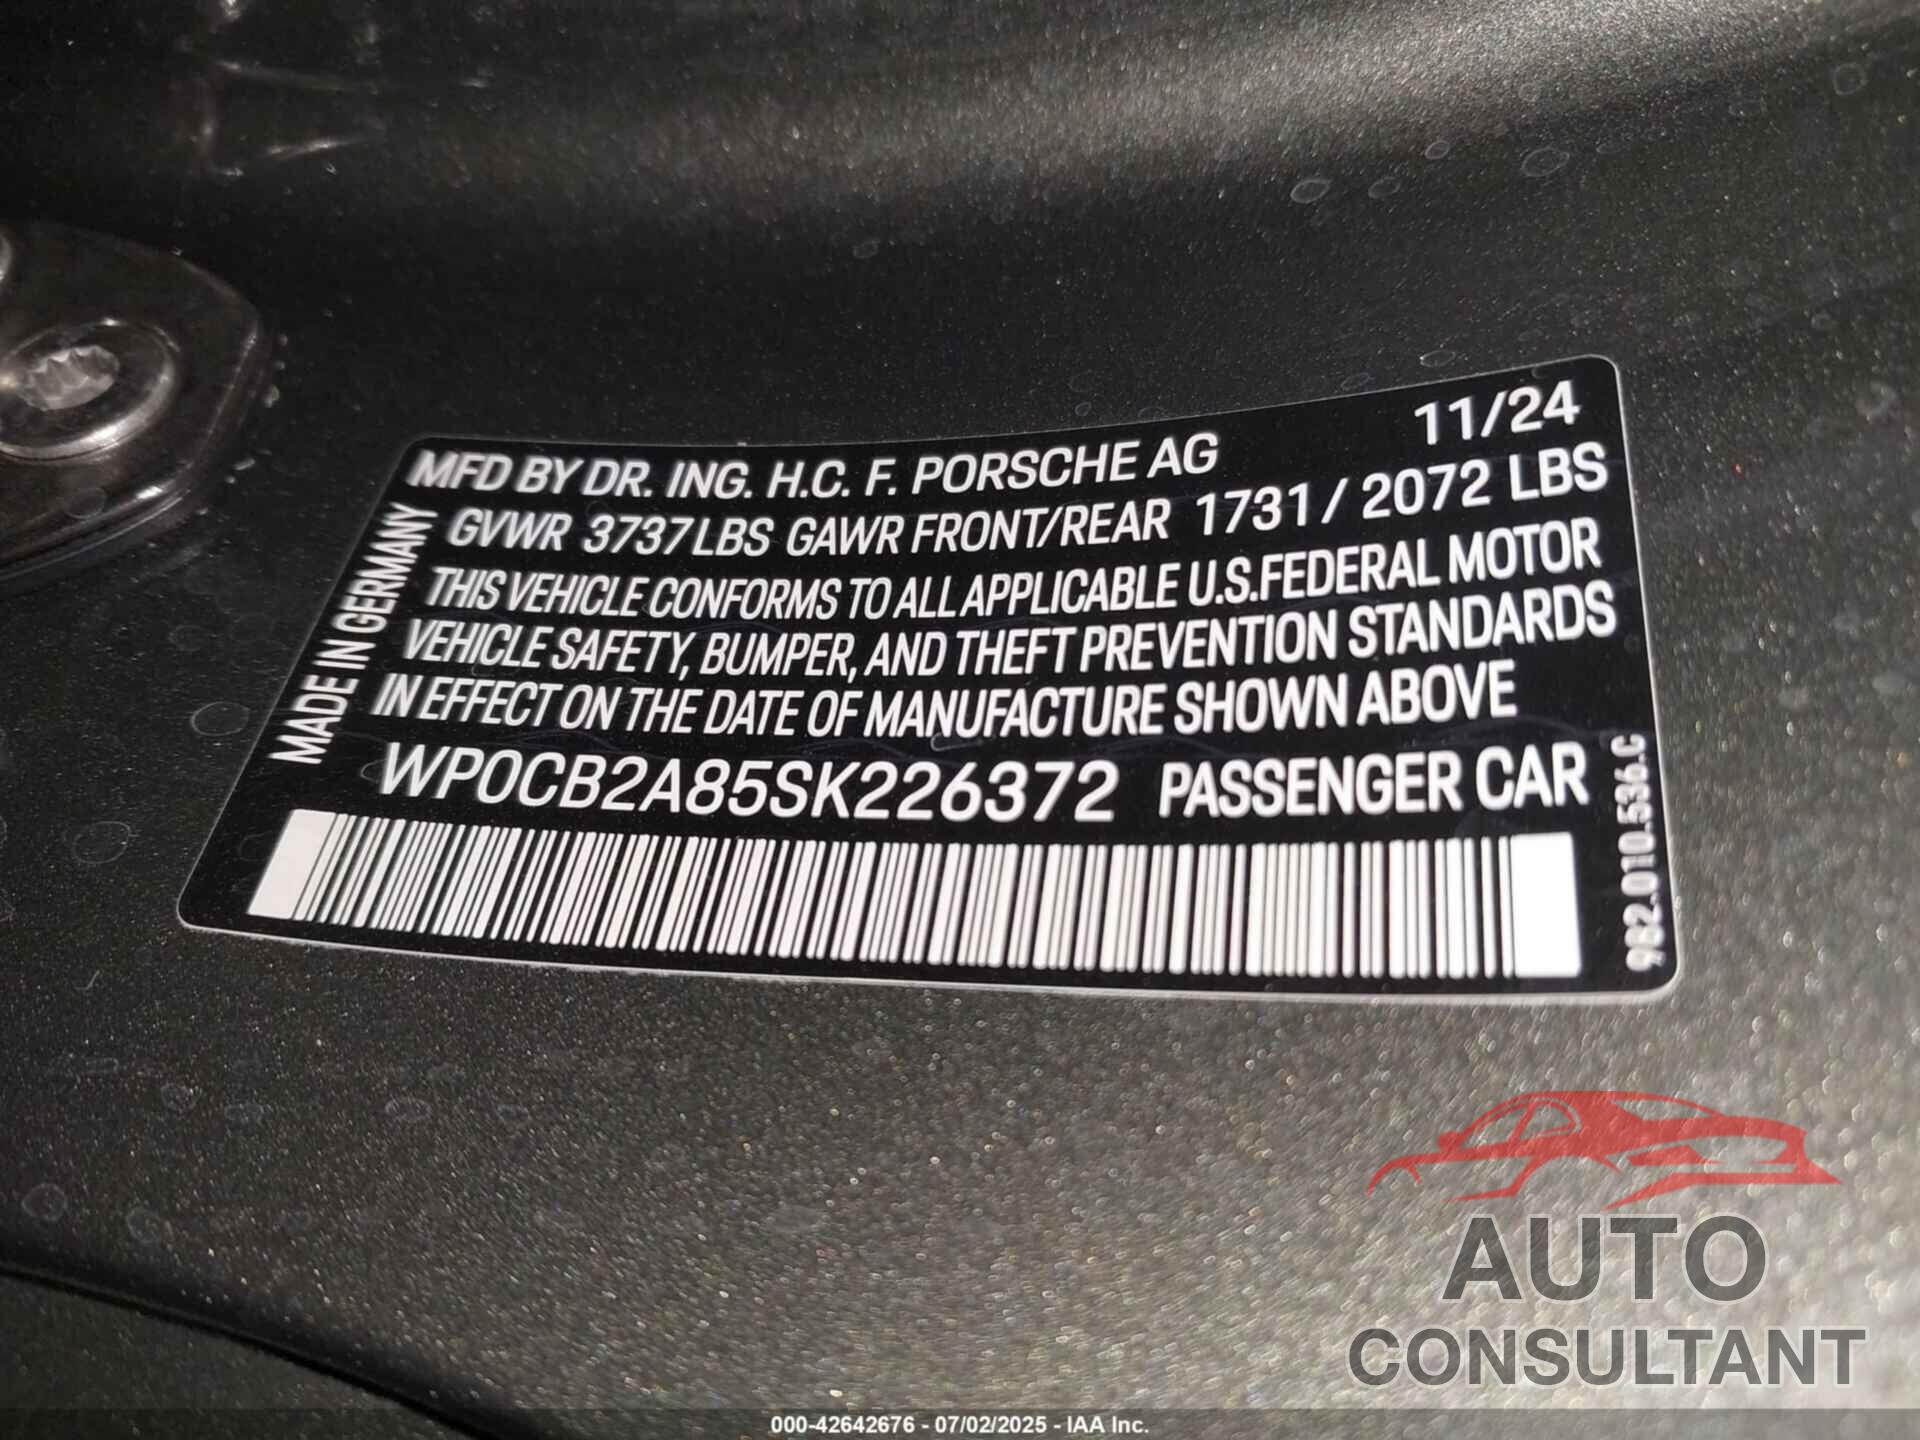 MFD BY DR. ING. H.C. F. PORSCHE AG 11/24
GVWR 3737LBS GAWR FRONT/REAR 1731 / 2072 LBS
THIS VEHICLE CONFORMS TO ALL APPLICABLE U.S.FEDERAL MOTOR
VEHICLE SAFETY, BUMPER, AND THEFT PREVENTION STANDARDS
IN EFFECT ON THE DATE OF MANUFACTURE SHOWN ABOVE
WP0CB2A85SK226372 PASSENGER CAR
MADE IN GERMANY
982.010.536.C
AUTO
CONSULTANT
000-42642676 - 07/02/2025 - IAA Inc.